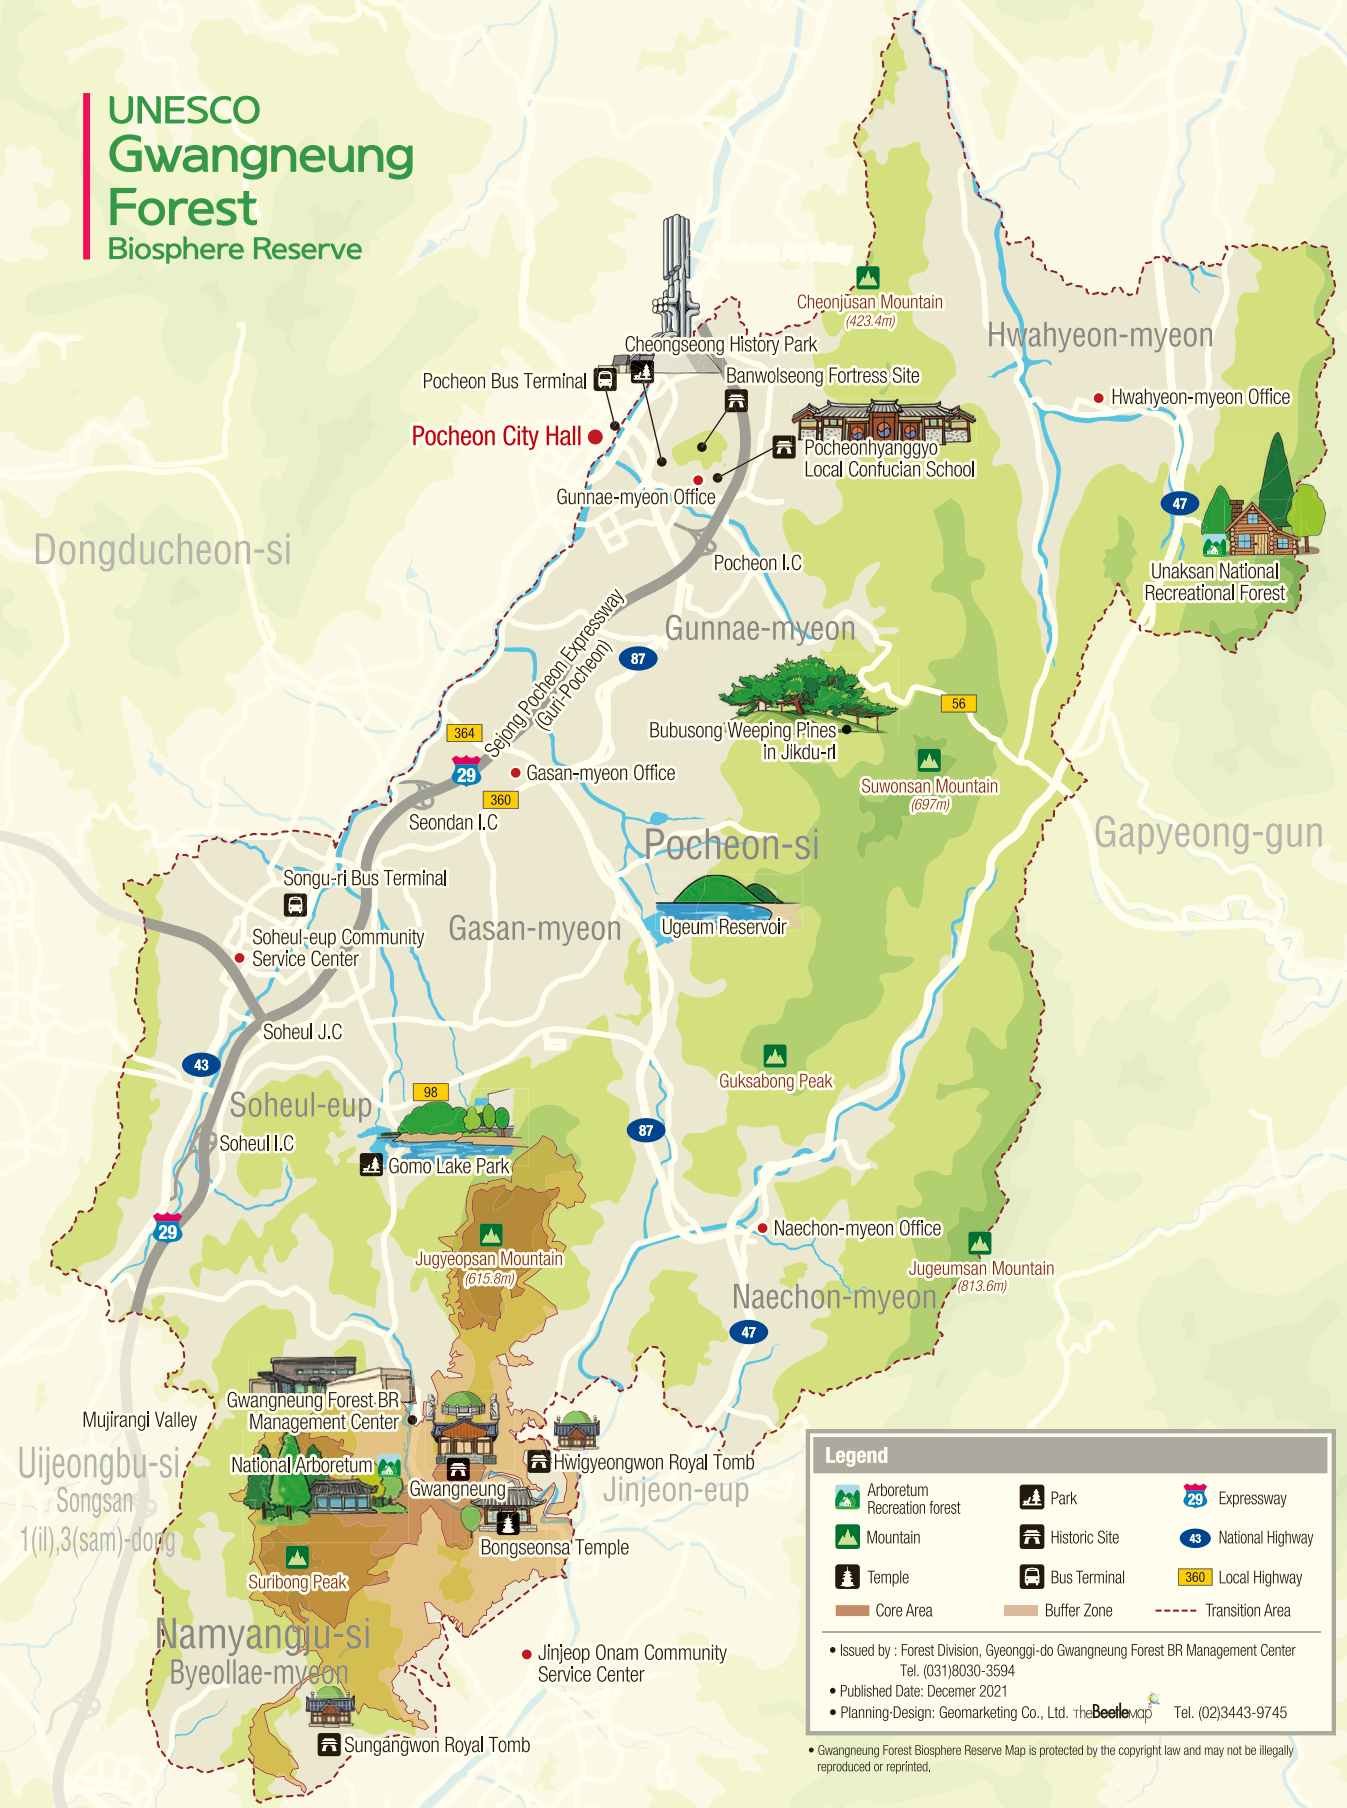 UNESCO
Gwangneung
Forest
Biosphere Reserve
Cheonjusan Mountain
(423.4m)
Hwahyeon-myeon
Cheongseong History Park
Pocheon Bus Terminal
Banwolseong Fortress Site
Hwahyeon-myeon Office
Pocheon City Hall
Pocheonhyanggyo
Local Confucian School
Gunnae-myeon Office
47
Dongducheon-si
Pocheon I.C
Unaksan National
Recreational Forest
Sejong Pocheon Expressway
(Guri-Pocheon)
Gunnae-myeon
87
56
Bubusong Weeping Pines
in Jikdu-ri
364
29
Gasan-myeon Office
Suwonsan Mountain
(697m)
360
Seondan I.C
Pocheon-si
Gapyeong-gun
Songu-ri Bus Terminal
Gasan-myeon
Ugeum Reservoir
Soheul-eup Community
Service Center
Soheul J.C
43
Guksabong Peak
98
Soheul-eup
87
Soheul I.C
Gomo Lake Park
29
Naechon-myeon Office
Jugyeopsan Mountain
(615.8m)
Jugeumsan Mountain
(813.6m)
Naechon-myeon
47
Gwangneung Forest BR
Management Center
Mujirangi Valley
Uijeongbu-si
Songsan
1(il),3(sam)-dong
National Arboretum
Gwangneung
Hwigyeongwon Royal Tomb
Jinjeon-eup
Bongseonsa Temple
Suribong Peak
Namyangju-si
Byeollae-myeon
Jinjeop Onam Community
Service Center
Sungangwon Royal Tomb
Legend
Arboretum
Recreation forest
Park
29 Expressway
Mountain
Historic Site
43 National Highway
Temple
Bus Terminal
360 Local Highway
Core Area
Buffer Zone
Transition Area
• Issued by : Forest Division, Gyeonggi-do Gwangneung Forest BR Management Center
Tel. (031)8030-3594
• Published Date: Decemer 2021
• Planning·Design: Geomarketing Co., Ltd. TheBeetleMAP Tel. (02)3443-9745
• Gwangneung Forest Biosphere Reserve Map is protected by the copyright law and may not be illegally
reproduced or reprinted.